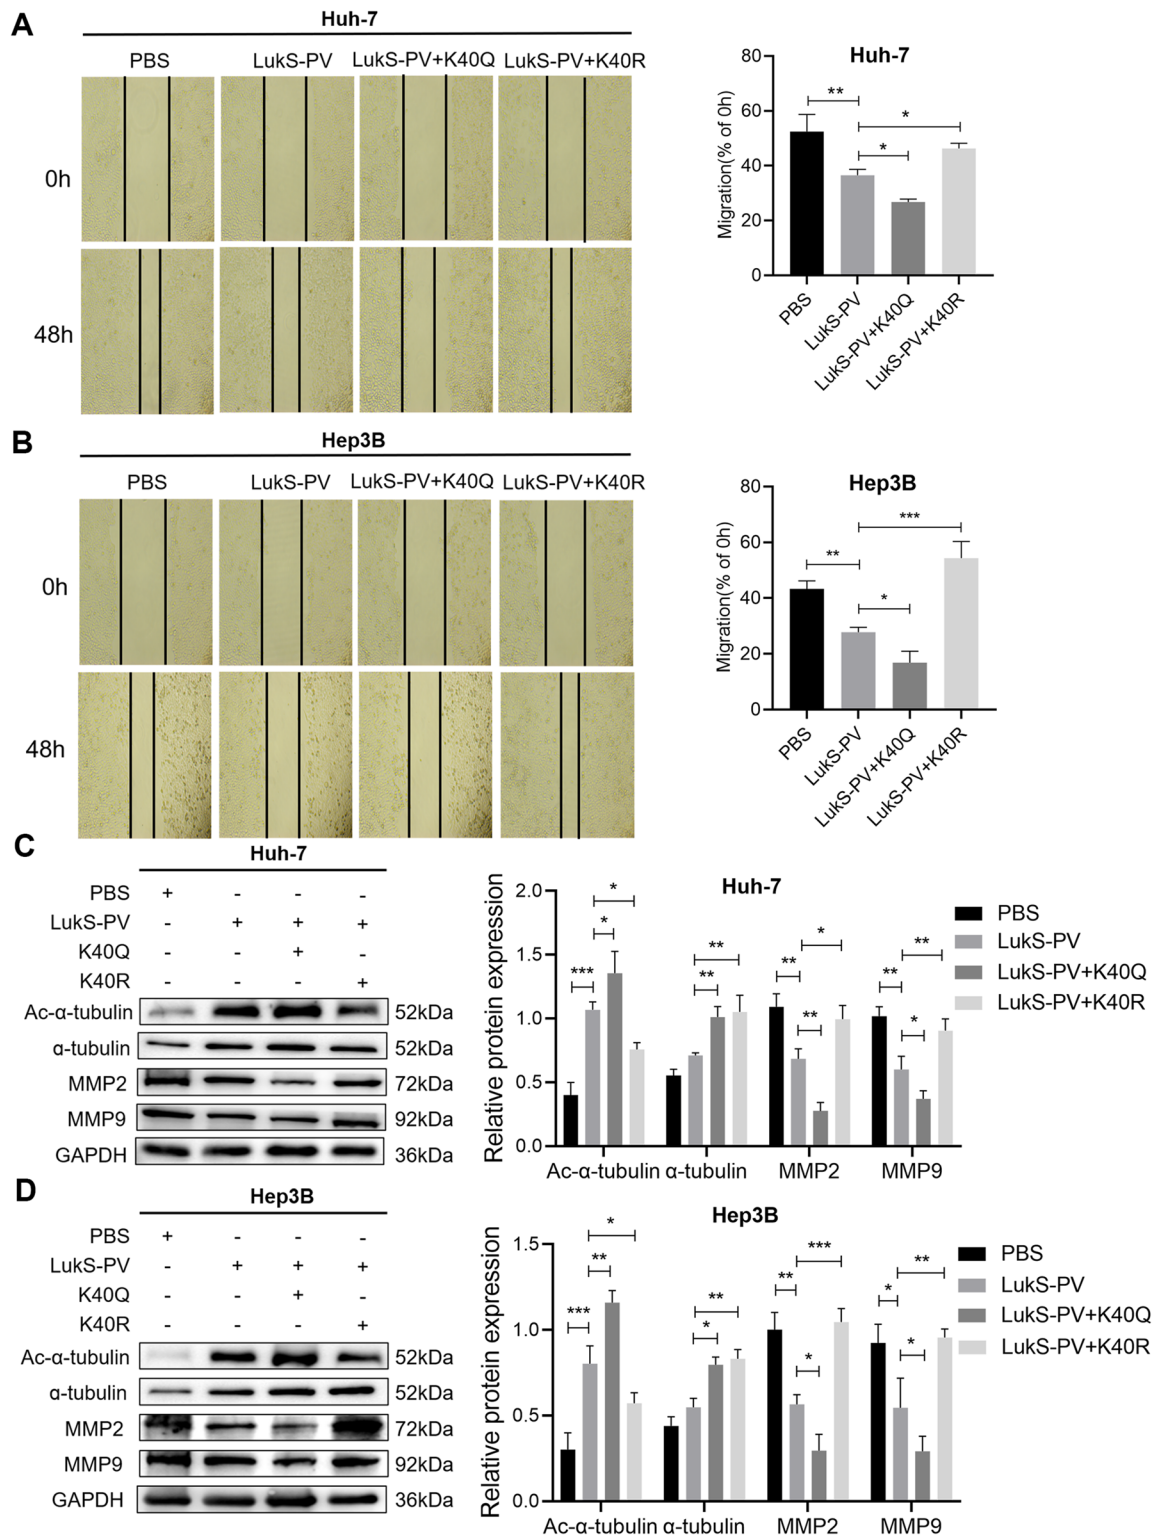 A
Huh-7
PBS LukS-PV LukS-PV+K40Q LukS-PV+K40R
0h
48h
Huh-7
Migration(% of 0h)
80
60
40
20
0
** * *
PBS LukS-PV LukS-PV+K40Q LukS-PV+K40R
B
Hep3B
PBS LukS-PV LukS-PV+K40Q LukS-PV+K40R
0h
48h
Hep3B
Migration(% of 0h)
80
60
40
20
0
** * ***
PBS LukS-PV LukS-PV+K40Q LukS-PV+K40R
C
Huh-7
PBS + - - -
LukS-PV - + + +
K40Q - - + -
K40R - - - +
Ac-α-tubulin 52kDa
α-tubulin 52kDa
MMP2 72kDa
MMP9 92kDa
GAPDH 36kDa
Huh-7
Relative protein expression
2.0
1.5
1.0
0.5
0.0
*** * * ** ** ** ** * ** * **
Ac-α-tubulin α-tubulin MMP2 MMP9
PBS
LukS-PV
LukS-PV+K40Q
LukS-PV+K40R
D
Hep3B
PBS + - - -
LukS-PV - + + +
K40Q - - + -
K40R - - - +
Ac-α-tubulin 52kDa
α-tubulin 52kDa
MMP2 72kDa
MMP9 92kDa
GAPDH 36kDa
Hep3B
Relative protein expression
1.5
1.0
0.5
0.0
*** ** * * ** ** * *** * * **
Ac-α-tubulin α-tubulin MMP2 MMP9
PBS
LukS-PV
LukS-PV+K40Q
LukS-PV+K40R